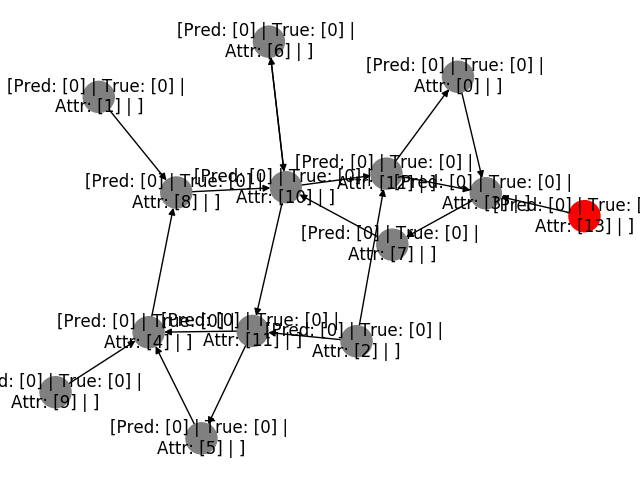 [Pred: [0] | True: [0] |
Attr: [6] | ]
[Pred: [0] | True: [0] |
Attr: [0] | ]
[Pred: [0] | True: [0] |
Attr: [1] | ]
[Pred: [0] | True: [0] |
Attr: [12] | ]
[Pred: [0] | True: [0] |
Attr: [8] | ]
[Pred: [0] | True: [0] |
Attr: [10] | ]
[Pred: [0] | True: [0] |
Attr: [3] | ]
[Pred: [0] | True: [
Attr: [13] | ]
[Pred: [0] | True: [0] |
Attr: [7] | ]
[Pred: [0] | True: [0] |
Attr: [4] | ]
[Pred: [0] | True: [0] |
Attr: [11] | ]
[Pred: [0] | True: [0] |
Attr: [2] | ]
d: [0] | True: [0] |
Attr: [9] | ]
[Pred: [0] | True: [0] |
Attr: [5] | ]